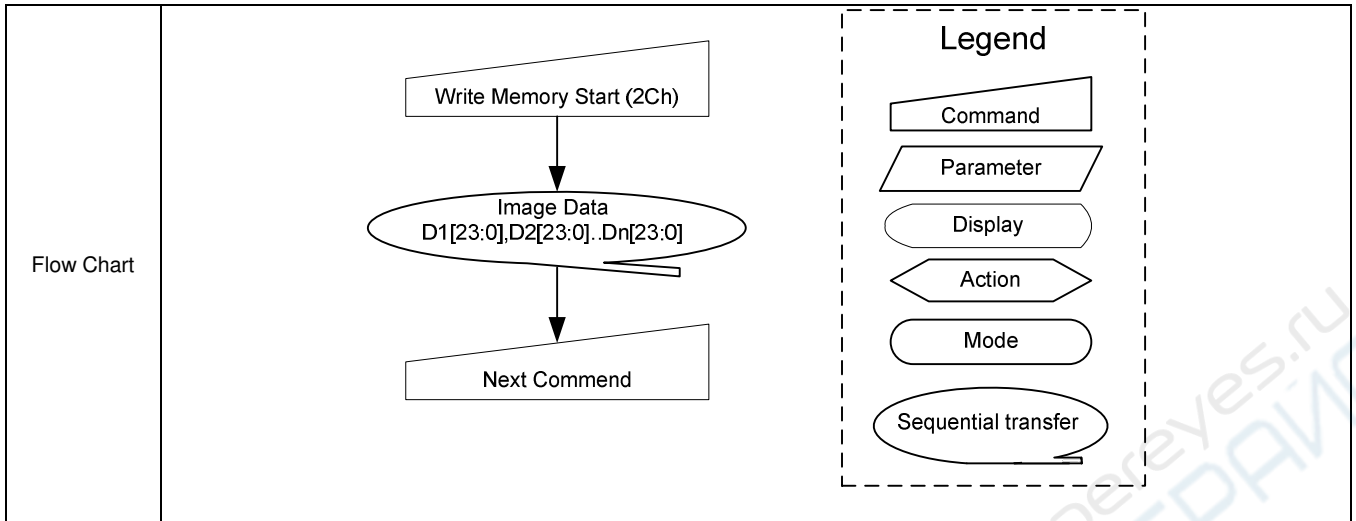 Flow Chart
Write Memory Start (2Ch)
Image Data
D1[23:0],D2[23:0]..Dn[23:0]
Next Commend
Legend
Command
Parameter
Display
Action
Mode
Sequential transfer